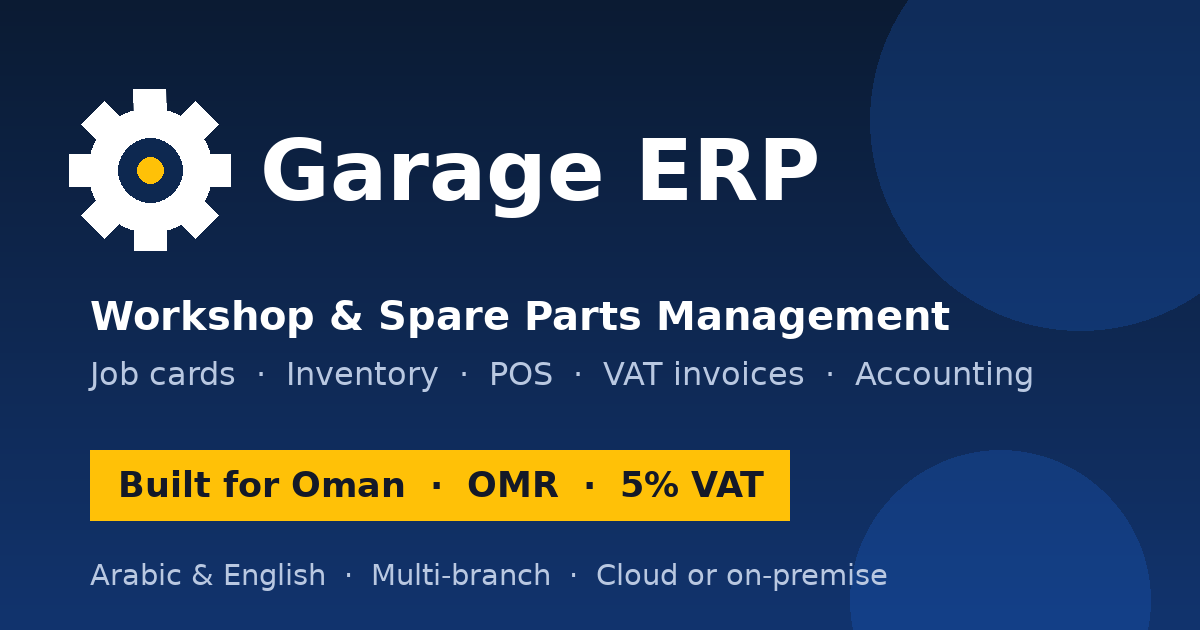 Garage ERP
Workshop & Spare Parts Management
Job cards · Inventory · POS · VAT invoices · Accounting
Built for Oman · OMR · 5% VAT
Arabic & English · Multi-branch · Cloud or on-premise